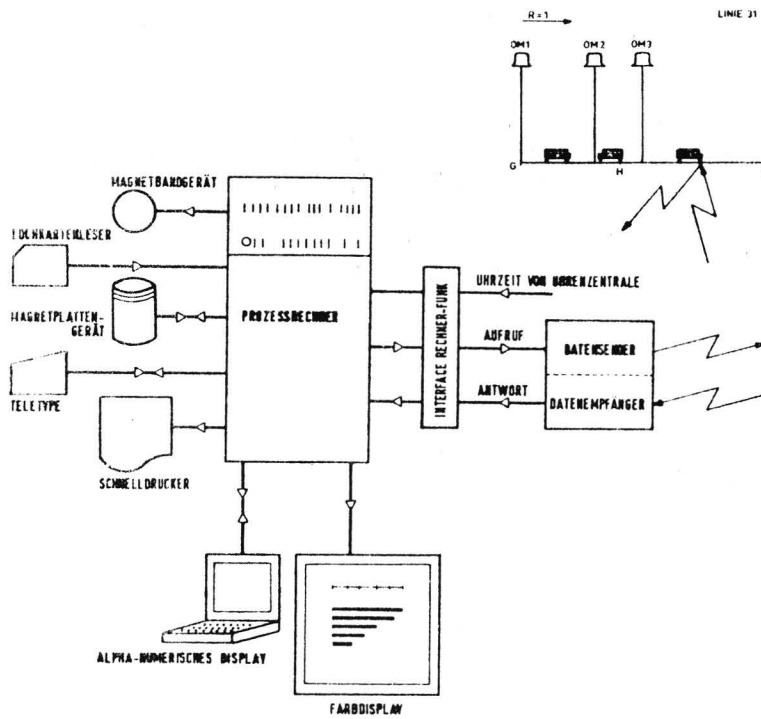 R=1
LINIE 31
OM1
OM2
OM3
G
H
MAGNETBANDGERÄT
LOCHKARTENLESER
MAGNETPLATTEN-
GERÄT
TELETYPE
SCHNELLDRUCKER
PROZESSRECHNER
INTERFACE RECHNER-FUNK
UHRZEIT VON UHRENZENTRALE
AUFRUF
DATENSENDER
ANTWORT
DATENEMPFÄNGER
ALPHA-NUMERISCHES DISPLAY
FARBDISPLAY